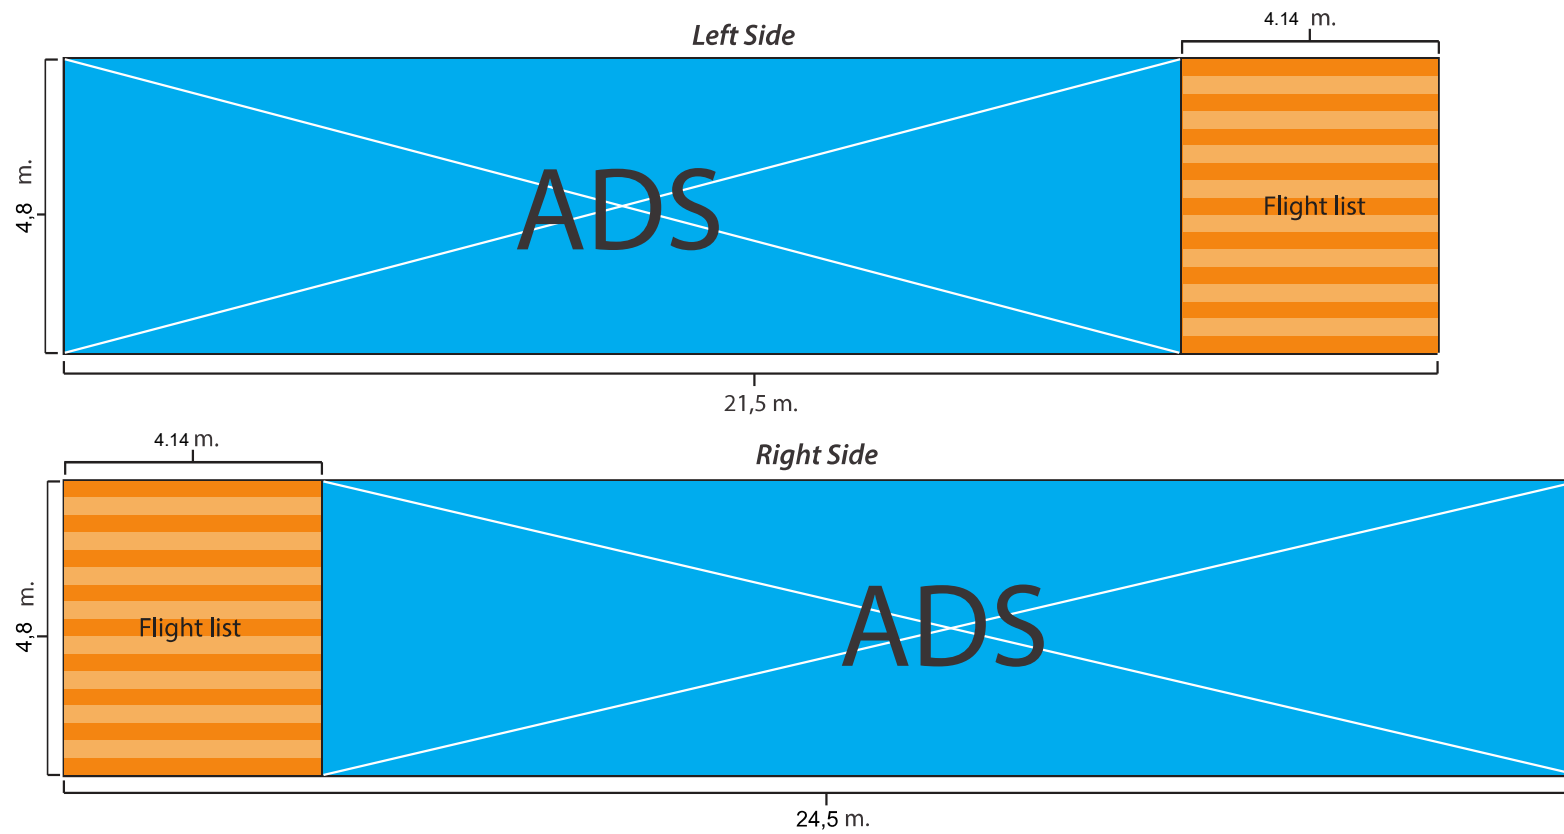 4.14 m.
Left Side
4,8 m.
ADS
Flight list
21,5 m.
4.14 m.
Right Side
4,8 m.
Flight list
ADS
24,5 m.